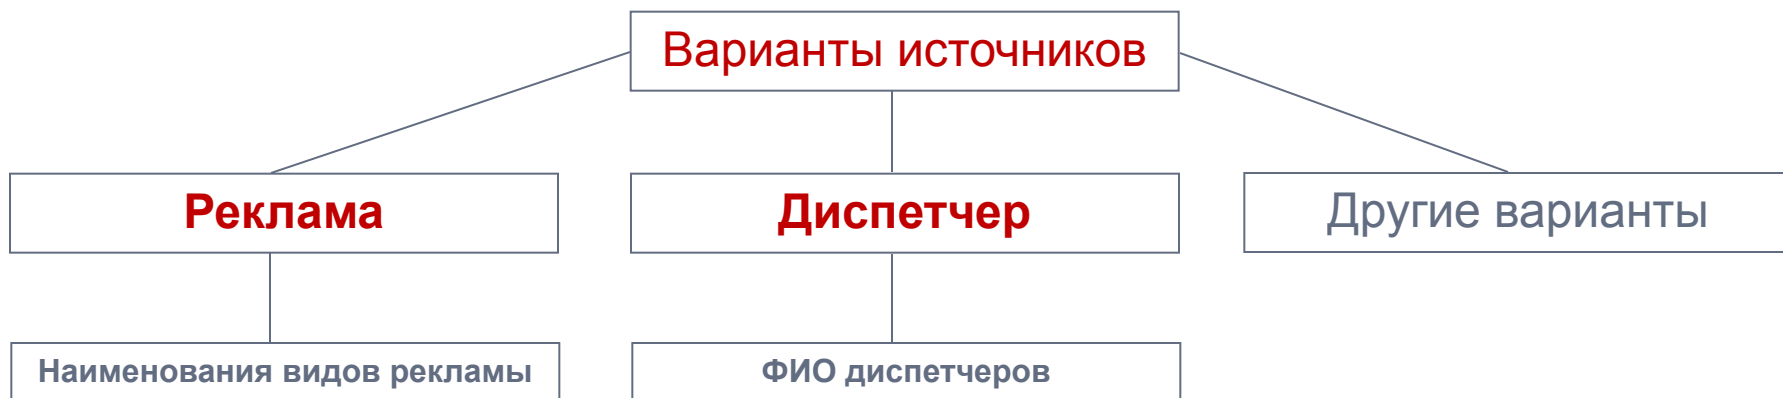 Варианты источников
Реклама
Диспетчер
Другие варианты
Наименования видов рекламы
ФИО диспетчеров